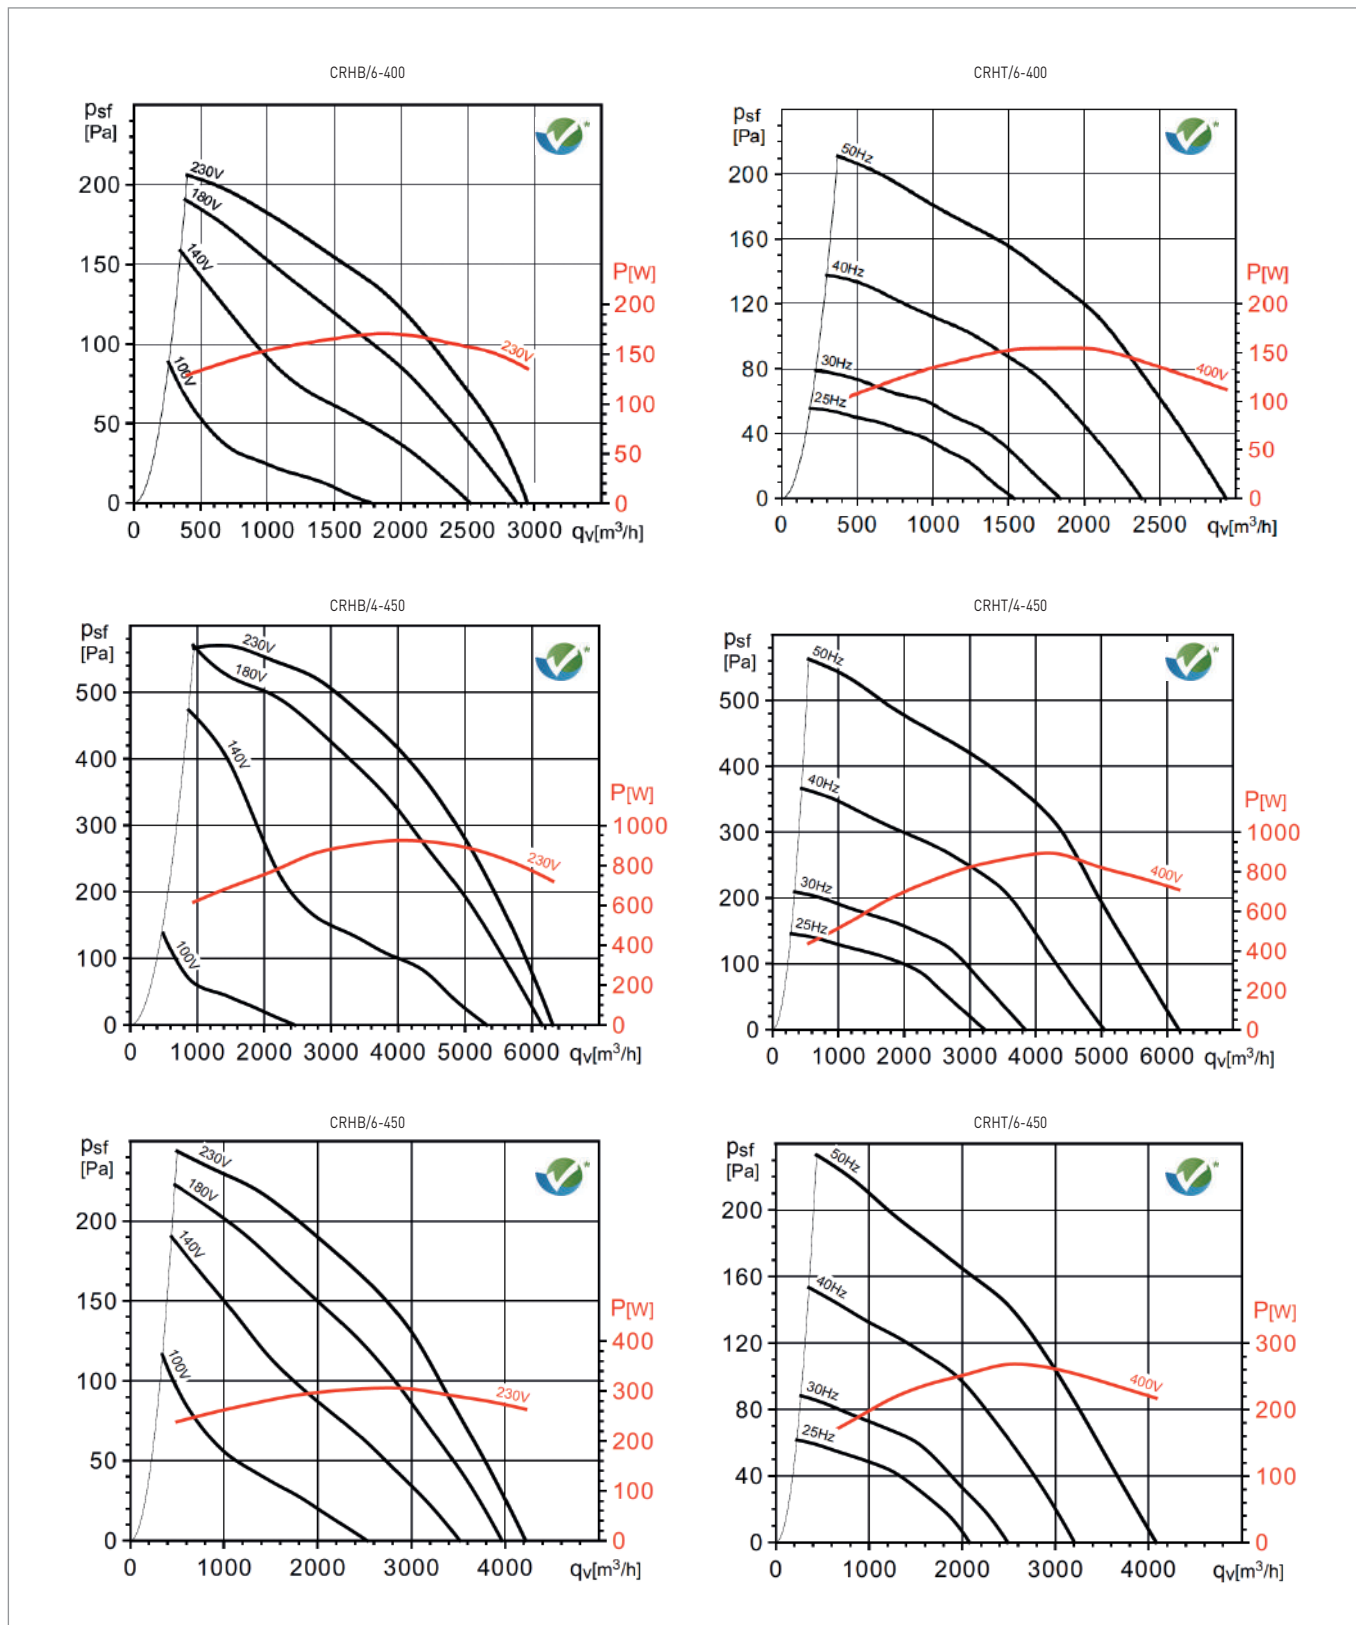 CRHB/6-400
psf
[Pa]
230V
180V
140V
100V
230V
200
150
100
50
0
P[W]
200
150
100
50
0
0 500 1000 1500 2000 2500 3000 qv[m³/h]
CRHT/6-400
psf
[Pa]
50Hz
40Hz
30Hz
25Hz
400V
200
160
120
80
40
0
P[W]
200
150
100
50
0
0 500 1000 1500 2000 2500 qv[m³/h]
CRHB/4-450
psf
[Pa]
230V
180V
140V
100V
230V
500
400
300
200
100
0
P[W]
1000
800
600
400
200
0
0 1000 2000 3000 4000 5000 6000 qv[m³/h]
CRHT/4-450
psf
[Pa]
50Hz
40Hz
30Hz
25Hz
400V
500
400
300
200
100
0
P[W]
1000
800
600
400
200
0
0 1000 2000 3000 4000 5000 6000 qv[m³/h]
CRHB/6-450
psf
[Pa]
230V
180V
140V
100V
230V
200
150
100
50
0
P[W]
400
300
200
100
0
0 1000 2000 3000 4000 qv[m³/h]
CRHT/6-450
psf
[Pa]
50Hz
40Hz
30Hz
25Hz
400V
200
160
120
80
40
0
P[W]
300
200
100
0
0 1000 2000 3000 4000 qv[m³/h]